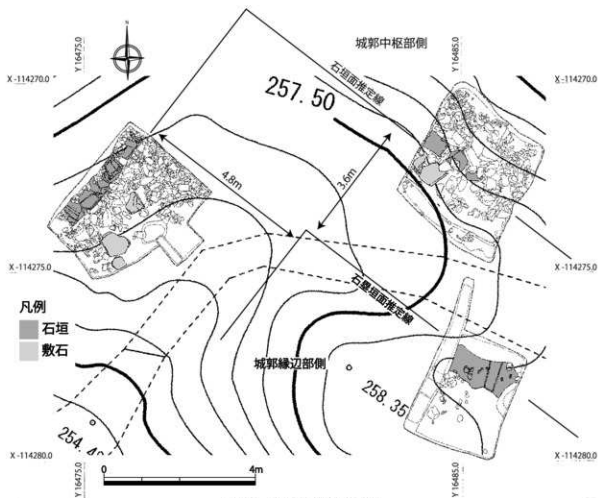 N
Y 16475.0
Y 16485.0
城郭中枢部側
石垣面推定線
X -114270.0
X -114270.0
257.50
4.8m
3.6m
X -114275.0
X -114275.0
石塁垣面推定線
凡例
石垣
敷石
城郭縁辺部側
258.35
X -114280.0
X -114280.0
Y 16475.0
0
4m
Y 16485.0